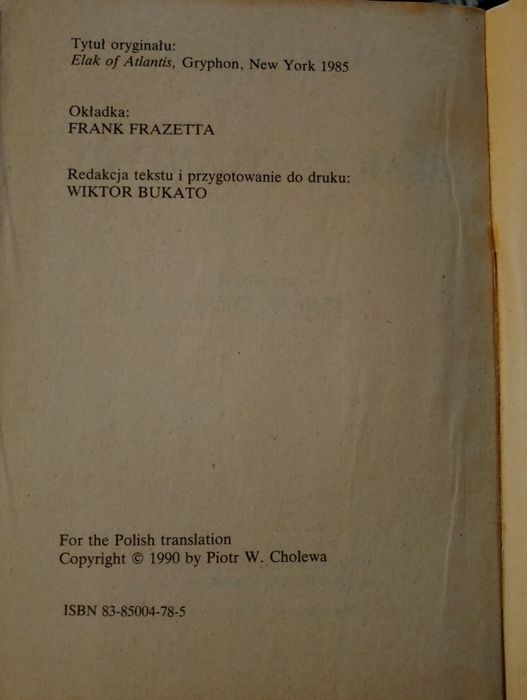 Tytuł oryginału:
Elak of Atlantis, Gryphon, New York 1985
Okładka:
FRANK FRAZETTA
Redakcja tekstu i przygotowanie do druku:
WIKTOR BUKATO
For the Polish translation
Copyright © 1990 by Piotr W. Cholewa
ISBN 83-85004-78-5